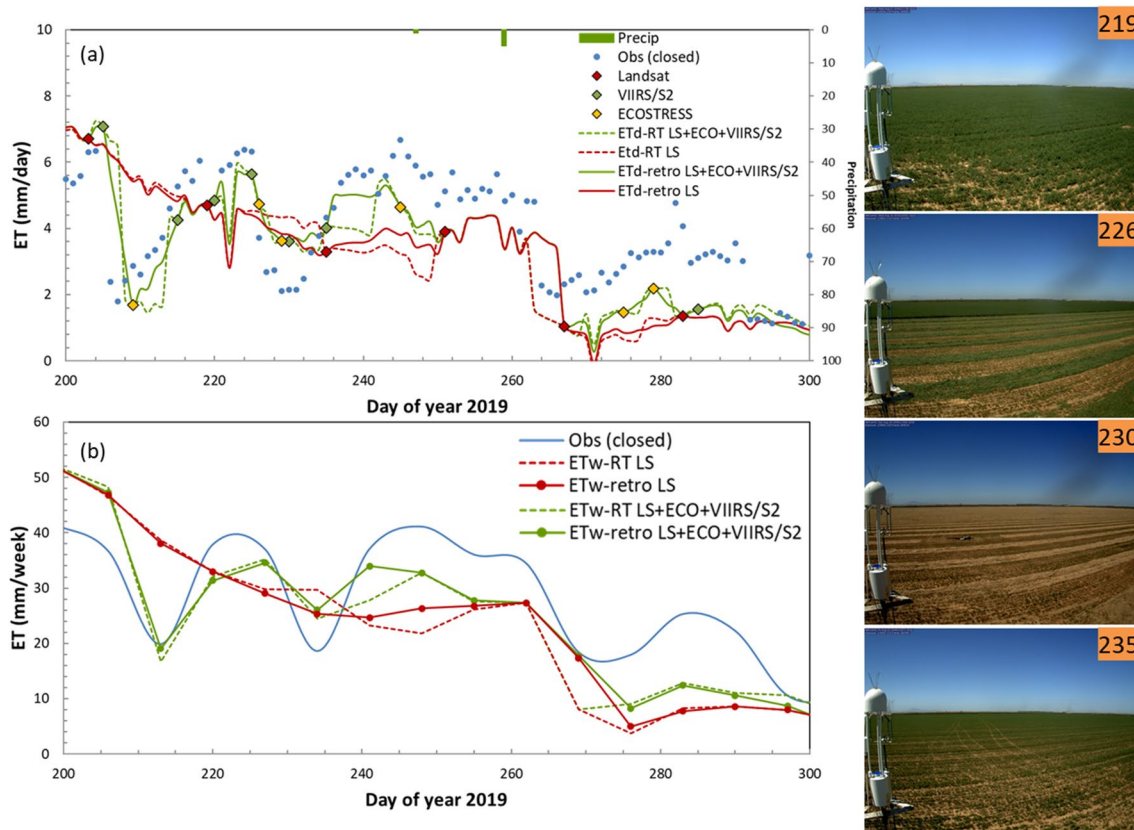 (a)
ET (mm/day)
10
8
6
4
2
0
Precip
Obs (closed)
Landsat
VIIRS/S2
ECOSTRESS
ETd-RT LS+ECO+VIIRS/S2
Etd-RT LS
ETd-retro LS+ECO+VIIRS/S2
ETd-retro LS
0
10
20
30
40
50
60
70
80
90
100
Precipitation
200 220 240 260 280 300
Day of year 2019
(b)
ET (mm/week)
60
50
40
30
20
10
0
Obs (closed)
ETw-RT LS
ETw-retro LS
ETw-RT LS+ECO+VIIRS/S2
ETw-retro LS+ECO+VIIRS/S2
200 220 240 260 280 300
Day of year 2019
219
226
230
235